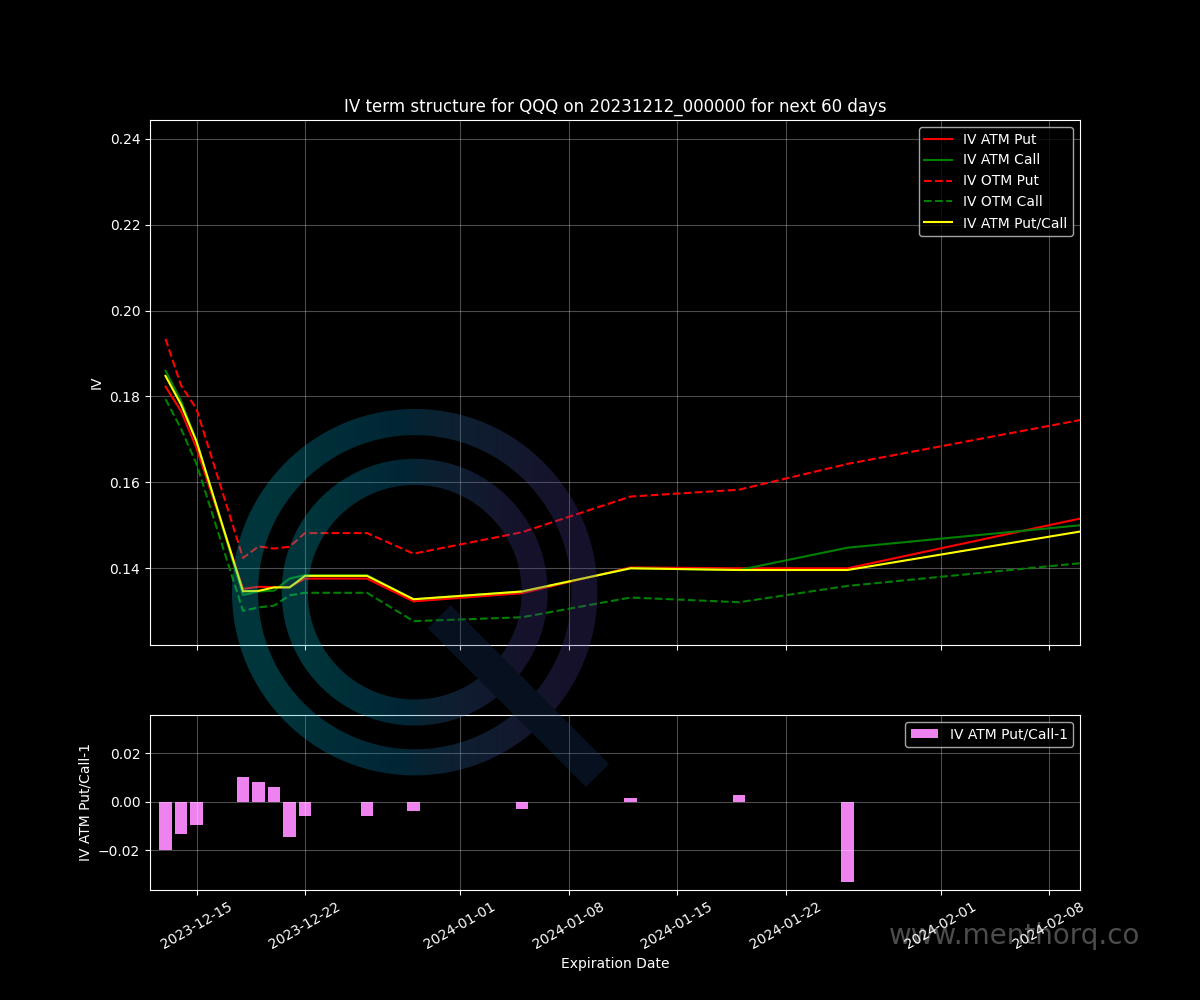 IV term structure for QQQ on 20231212_000000 for next 60 days
0.24
0.22
0.20
0.18
0.16
0.14
IV
IV ATM Put
IV ATM Call
IV OTM Put
IV OTM Call
IV ATM Put/Call
0.02
0.00
−0.02
IV ATM Put/Call-1
IV ATM Put/Call-1
2023-12-15
2023-12-22
2024-01-01
2024-01-08
2024-01-15
2024-01-22
2024-02-01
2024-02-08
www.menthorq.co
Expiration Date